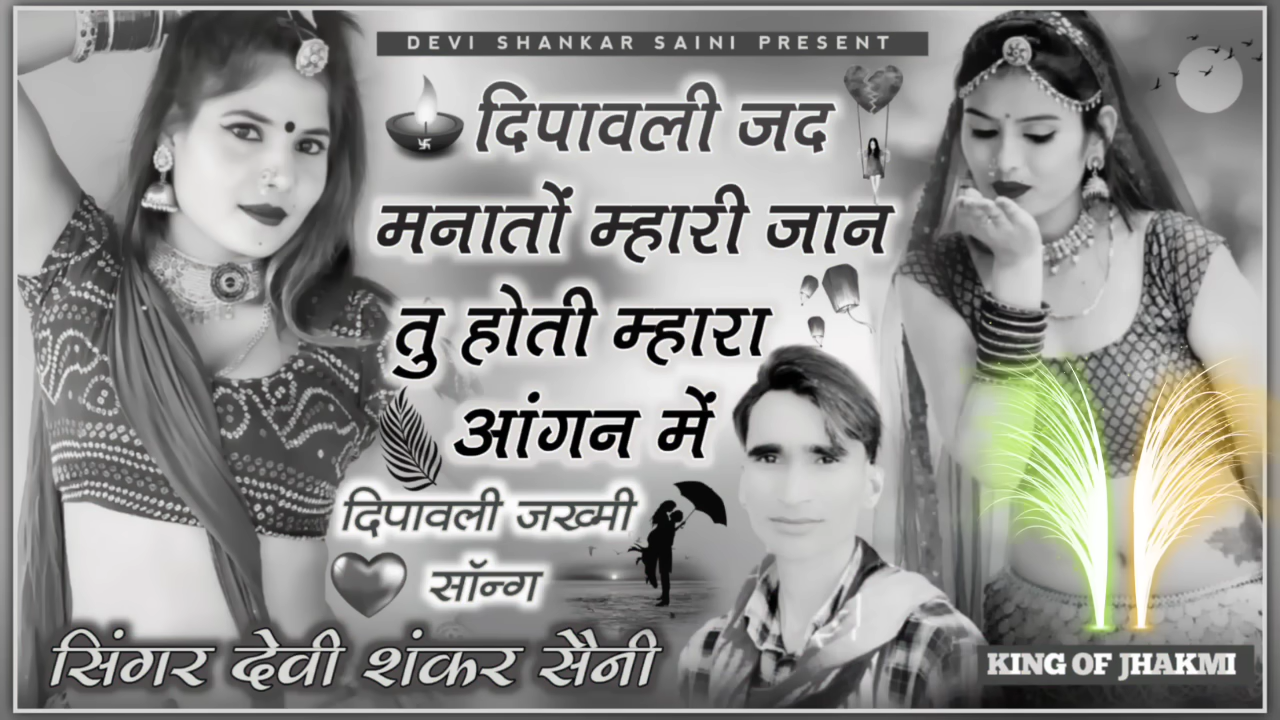 DEVI SHANKAR SAINI PRESENT
दिपावली जद
मनातों म्हारी जान
तु होती म्हारा
आंगन में
दिपावली जख्मी
सॉन्ग
सिंगर देवी शंकर सैनी
KING OF JHAKMI